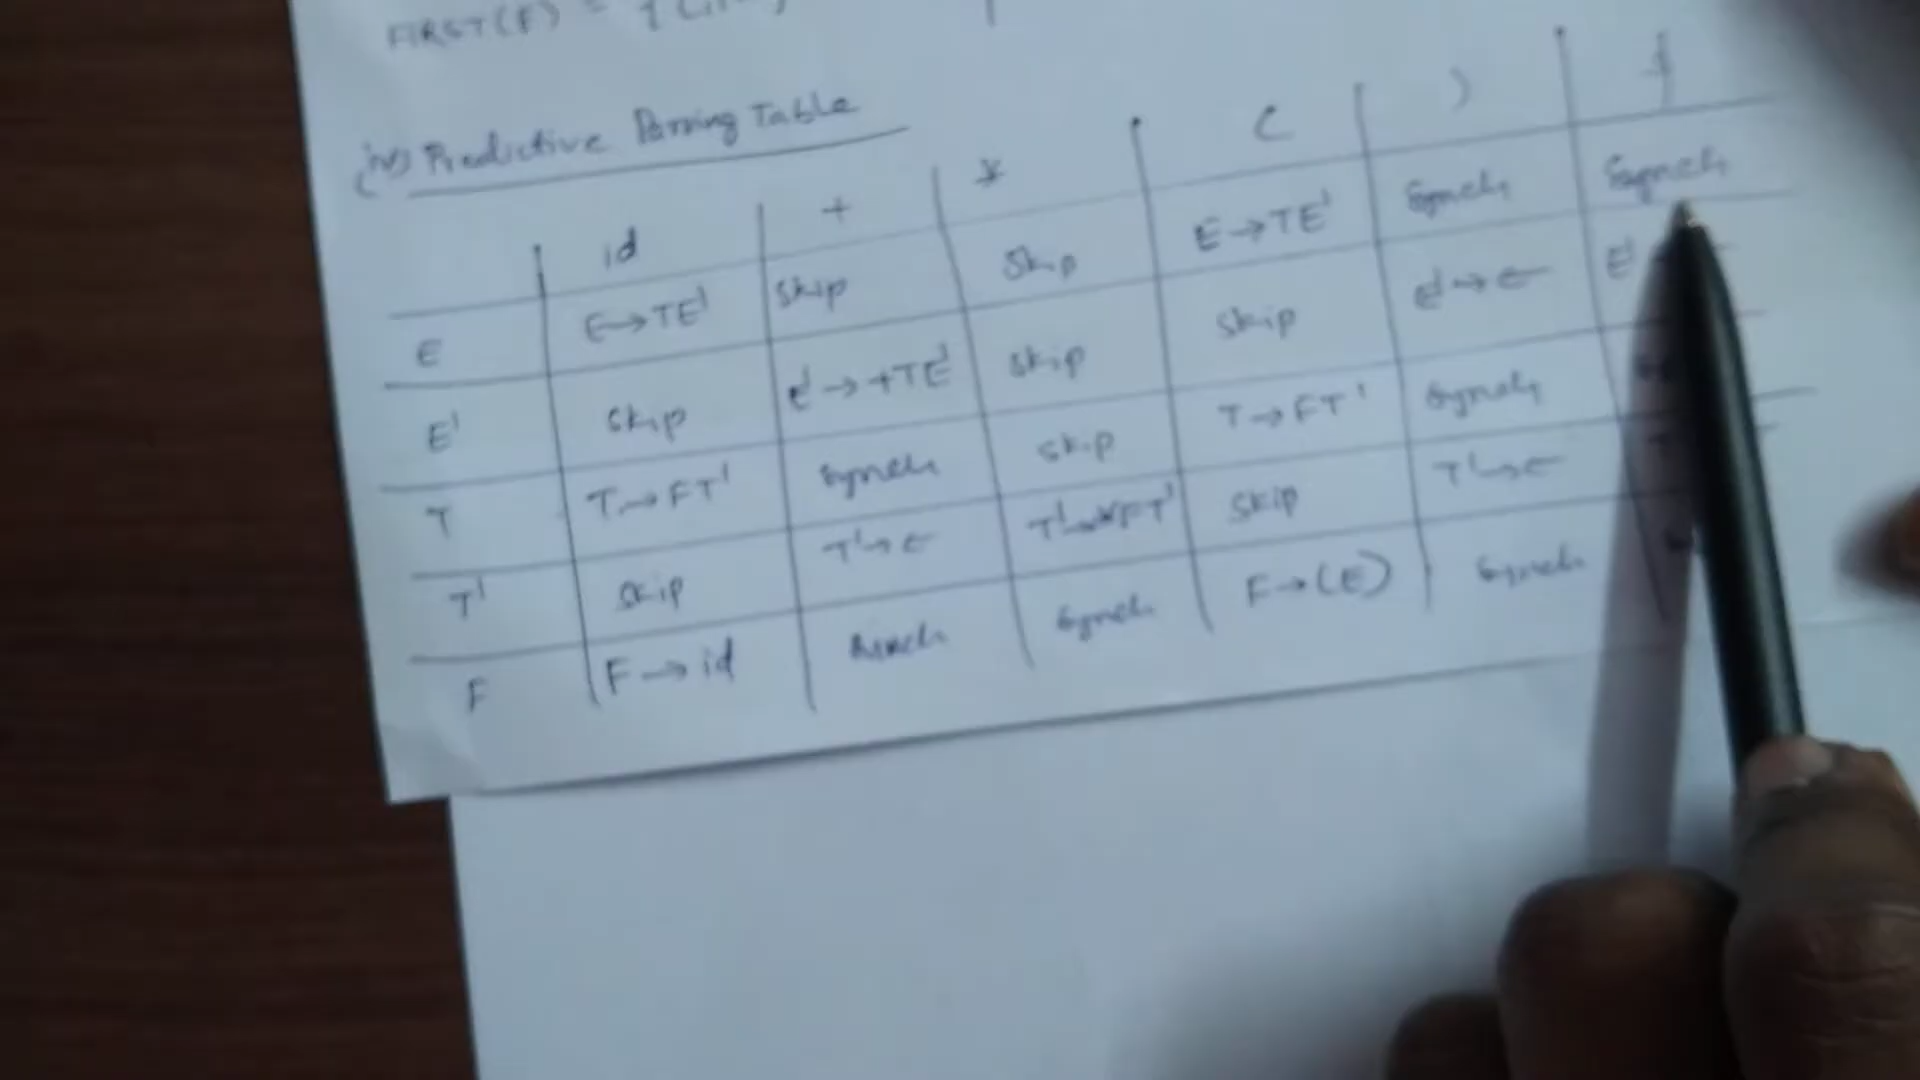 FIRST(F) =
(iv) Predictive Parsing Table
id + * ( ) $
E E→TE' Skip Skip E→TE' Synch Synch
E' Skip E'→+TE' Skip Skip E'→ϵ E'
T T→FT' Synch Skip T→FT' Synch
T' Skip T'→ϵ T'→*FT' Skip T'→ϵ
F F→id Synch Synch F→(E) Synch